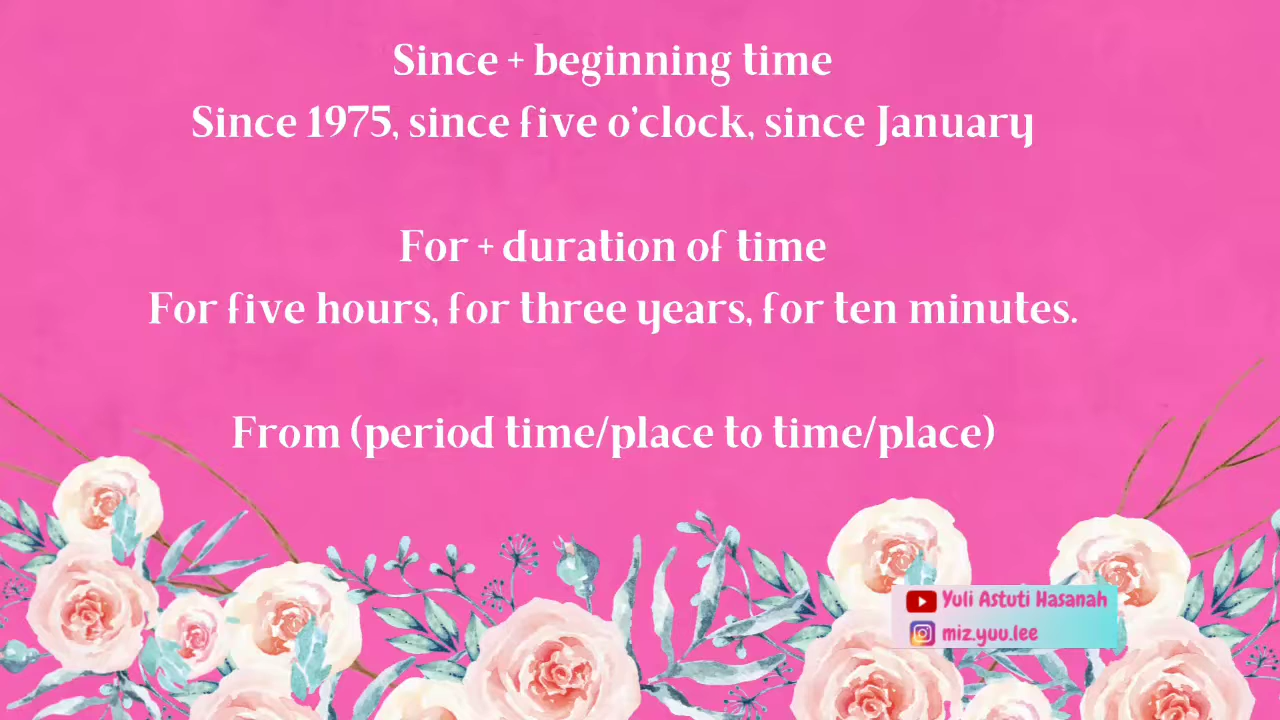 Since + beginning time
Since 1975, since five o'clock, since January
For + duration of time
For five hours, for three years, for ten minutes.
From (period time/place to time/place)
Yuli Astuti Hasanah
miz.yuu.lee